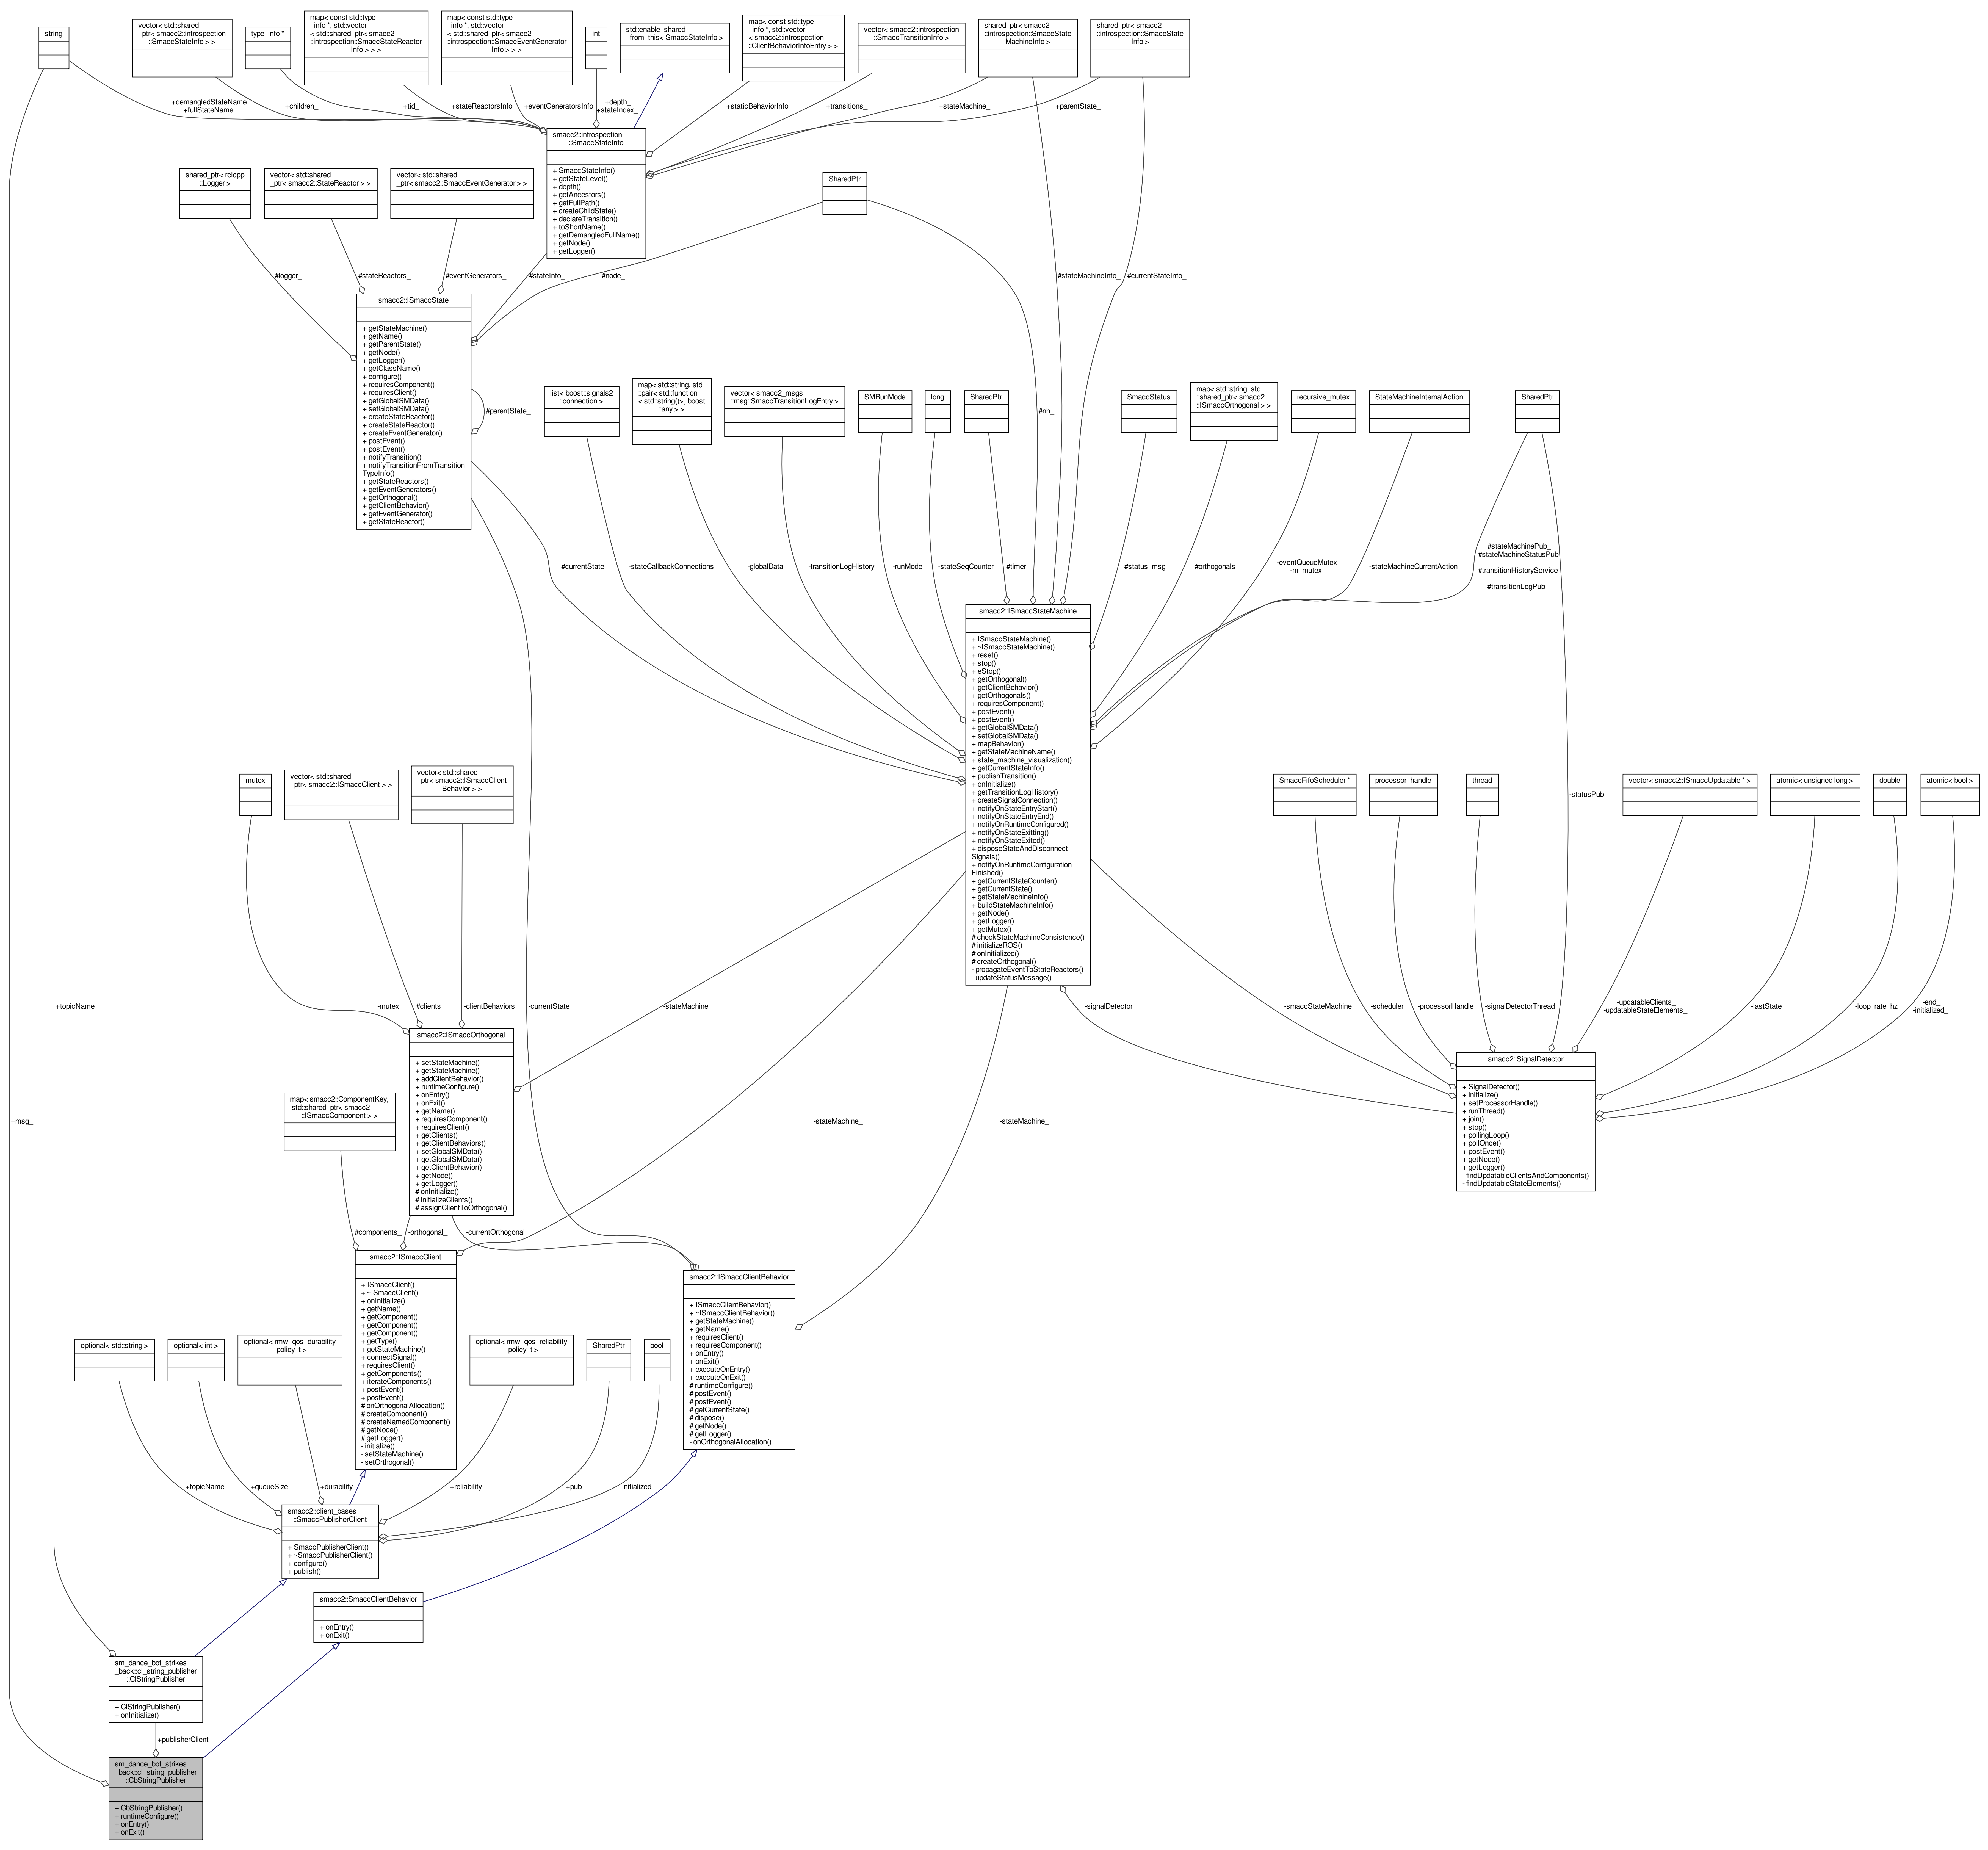 string
vector< std::shared
_ptr< smacc2::introspection
::SmaccStateInfo > >
type_info *
map< const std::type
_info *, std::vector
< std::shared_ptr< smacc2
::introspection::SmaccStateReactor
Info > > >
map< const std::type
_info *, std::vector
< std::shared_ptr< smacc2
::introspection::SmaccEventGenerator
Info > > >
int
std::enable_shared
_from_this< SmaccStateInfo >
map< const std::type
_info *, std::vector
< smacc2::introspection
::ClientBehaviorInfoEntry > >
vector< smacc2::introspection
::SmaccTransitionInfo >
shared_ptr< smacc2
::introspection::SmaccState
MachineInfo >
shared_ptr< smacc2
::introspection::SmaccState
Info >
+demangledStateName
+fullStateName
+children_
+tid_
+stateReactorsInfo
+eventGeneratorsInfo
+depth_
+stateIndex_
+staticBehaviorInfo
+transitions_
+stateMachine_
+parentState_
smacc2::introspection
::SmaccStateInfo
+ SmaccStateInfo()
+ getStateLevel()
+ depth()
+ getAncestors()
+ getFullPath()
+ createChildState()
+ declareTransition()
+ toShortName()
+ getDemangledFullName()
+ getNode()
+ getLogger()
shared_ptr< rclcpp
::Logger >
vector< std::shared
_ptr< smacc2::StateReactor > >
vector< std::shared
_ptr< smacc2::SmaccEventGenerator > >
SharedPtr
#logger_
#stateReactors_
#eventGenerators_
#stateInfo_
#node_
#stateMachineInfo_
#currentStateInfo_
smacc2::ISmaccState
+ getStateMachine()
+ getName()
+ getParentState()
+ getNode()
+ getLogger()
+ getClassName()
+ configure()
+ requiresComponent()
+ requiresClient()
+ getGlobalSMData()
+ setGlobalSMData()
+ createStateReactor()
+ createStateReactor()
+ createEventGenerator()
+ postEvent()
+ postEvent()
+ notifyTransition()
+ notifyTransitionFromTransition
TypeInfo()
+ getStateReactors()
+ getEventGenerators()
+ getOrthogonal()
+ getClientBehavior()
+ getEventGenerator()
+ getStateReactor()
#parentState_
list< boost::signals2
::connection >
map< std::string, std
::pair< std::function
< std::string()>, boost
::any > >
vector< smacc2_msgs
::msg::SmaccTransitionLogEntry >
SMRunMode
long
SharedPtr
#nh_
SmaccStatus
map< std::string, std
::shared_ptr< smacc2
::ISmaccOrthogonal > >
recursive_mutex
StateMachineInternalAction
SharedPtr
#currentState_
-stateCallbackConnections
-globalData_
-transitionLogHistory_
-runMode_
-stateSeqCounter_
#timer_
#status_msg_
#orthogonals_
-eventQueueMutex_
-m_mutex_
-stateMachineCurrentAction
#stateMachinePub_
#stateMachineStatusPub
_
#transitionHistoryService
_
#transitionLogPub_
smacc2::ISmaccStateMachine
+ ISmaccStateMachine()
+ ~ISmaccStateMachine()
+ reset()
+ stop()
+ eStop()
+ getOrthogonal()
+ getClientBehavior()
+ getOrthogonals()
+ requiresComponent()
+ postEvent()
+ postEvent()
+ getGlobalSMData()
+ setGlobalSMData()
+ mapBehavior()
+ getStateMachineName()
+ state_machine_visualization()
+ getCurrentStateInfo()
+ publishTransition()
+ onInitialize()
+ getTransitionLogHistory()
+ createSignalConnection()
+ notifyOnStateEntryStart()
+ notifyOnStateEntryEnd()
+ notifyOnRuntimeConfigured()
+ notifyOnStateExitting()
+ notifyOnStateExited()
+ disposeStateAndDisconnect
Signals()
+ notifyOnRuntimeConfiguration
Finished()
+ getCurrentStateCounter()
+ getCurrentState()
+ getStateMachineInfo()
+ buildStateMachineInfo()
+ getNode()
+ getLogger()
+ getMutex()
# checkStateMachineConsistence()
# initializeROS()
# onInitialized()
# createOrthogonal()
- propagateEventToStateReactors()
- updateStatusMessage()
mutex
vector< std::shared
_ptr< smacc2::ISmaccClient > >
vector< std::shared
_ptr< smacc2::ISmaccClient
Behavior > >
SmaccFifoScheduler *
processor_handle
thread
-statusPub_
vector< smacc2::ISmaccUpdatable * >
atomic< unsigned long >
double
atomic< bool >
+topicName_
-mutex_
#clients_
-clientBehaviors_
-currentState
-stateMachine_
-signalDetector_
-smaccStateMachine_
-scheduler_
-processorHandle_
-signalDetectorThread_
-updatableClients_
-updatableStateElements_
-lastState_
-loop_rate_hz
-end_
-initialized_
smacc2::ISmaccOrthogonal
+ setStateMachine()
+ getStateMachine()
+ addClientBehavior()
+ runtimeConfigure()
+ onEntry()
+ onExit()
+ getName()
+ requiresComponent()
+ requiresClient()
+ getClients()
+ getClientBehaviors()
+ setGlobalSMData()
+ getGlobalSMData()
+ getClientBehavior()
+ getNode()
+ getLogger()
# onInitialize()
# initializeClients()
# assignClientToOrthogonal()
smacc2::SignalDetector
+ SignalDetector()
+ initialize()
+ setProcessorHandle()
+ runThread()
+ join()
+ stop()
+ pollingLoop()
+ pollOnce()
+ postEvent()
+ getNode()
+ getLogger()
- findUpdatableClientsAndComponents()
- findUpdatableStateElements()
map< smacc2::ComponentKey,
std::shared_ptr< smacc2
::ISmaccComponent > >
+msg_
-stateMachine_
-stateMachine_
#components_
-orthogonal_
-currentOrthogonal
smacc2::ISmaccClient
+ ISmaccClient()
+ ~ISmaccClient()
+ onInitialize()
+ getName()
+ getComponent()
+ getComponent()
+ getComponent()
+ getType()
+ getStateMachine()
+ connectSignal()
+ requiresClient()
+ getComponents()
+ iterateComponents()
+ postEvent()
+ postEvent()
# onOrthogonalAllocation()
# createComponent()
# createNamedComponent()
# getNode()
# getLogger()
- initialize()
- setStateMachine()
- setOrthogonal()
smacc2::ISmaccClientBehavior
+ ISmaccClientBehavior()
+ ~ISmaccClientBehavior()
+ getStateMachine()
+ getName()
+ requiresClient()
+ requiresComponent()
+ onEntry()
+ onExit()
+ executeOnEntry()
+ executeOnExit()
# runtimeConfigure()
# postEvent()
# postEvent()
# getCurrentState()
# dispose()
# getNode()
# getLogger()
- onOrthogonalAllocation()
optional< std::string >
optional< int >
optional< rmw_qos_durability
_policy_t >
optional< rmw_qos_reliability
_policy_t >
SharedPtr
bool
+topicName
+queueSize
+durability
+reliability
+pub_
-initialized_
smacc2::client_bases
::SmaccPublisherClient
+ SmaccPublisherClient()
+ ~SmaccPublisherClient()
+ configure()
+ publish()
smacc2::SmaccClientBehavior
+ onEntry()
+ onExit()
sm_dance_bot_strikes
_back::cl_string_publisher
::ClStringPublisher
+ ClStringPublisher()
+ onInitialize()
+publisherClient_
sm_dance_bot_strikes
_back::cl_string_publisher
::CbStringPublisher
+ CbStringPublisher()
+ runtimeConfigure()
+ onEntry()
+ onExit()